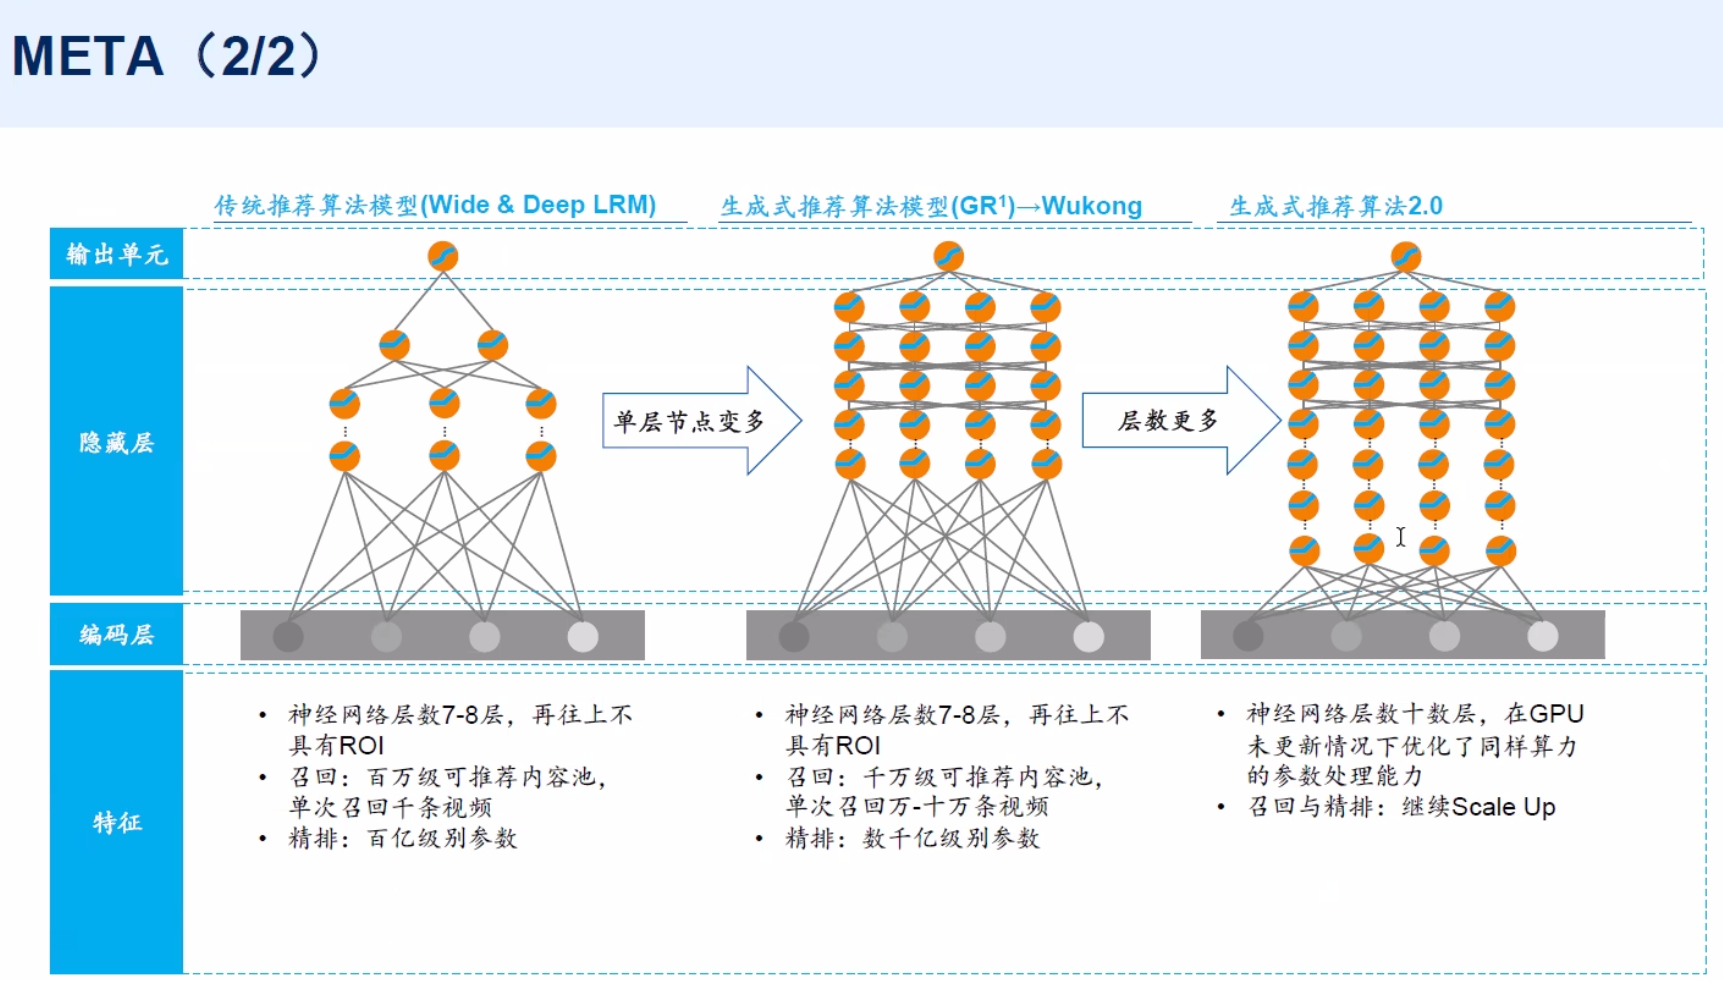 META（2/2）
传统推荐算法模型(Wide & Deep LRM)
生成式推荐算法模型(GR¹)→Wukong
生成式推荐算法2.0
输出单元
隐藏层
单层节点变多
层数更多
编码层
特征
• 神经网络层数7-8层，再往上不
具有ROI
• 召回：百万级可推荐内容池，
单次召回千条视频
• 精排：百亿级别参数
• 神经网络层数7-8层，再往上不
具有ROI
• 召回：千万级可推荐内容池，
单次召回万-十万条视频
• 精排：数千亿级别参数
• 神经网络层数十数层，在GPU
未更新情况下优化了同样算力
的参数处理能力
• 召回与精排：继续Scale Up